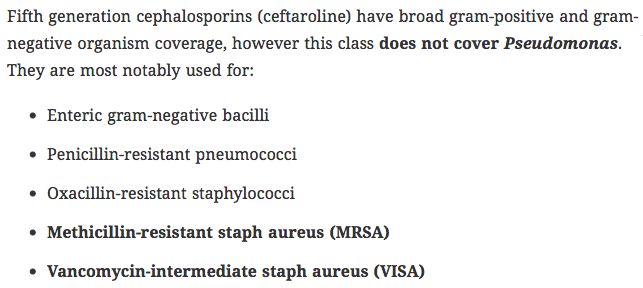 Fifth generation cephalosporins (ceftaroline) have broad gram-positive and gram-
negative organism coverage, however this class does not cover Pseudomonas.
They are most notably used for:
• Enteric gram-negative bacilli
• Penicillin-resistant pneumococci
• Oxacillin-resistant staphylococci
• Methicillin-resistant staph aureus (MRSA)
• Vancomycin-intermediate staph aureus (VISA)